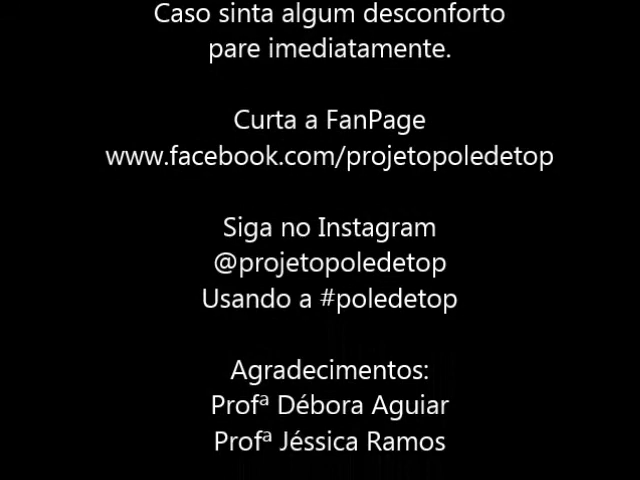 Caso sinta algum desconforto
pare imediatamente.
Curta a FanPage
www.facebook.com/projetopoledetop
Siga no Instagram
@projetopoledetop
Usando a #poledetop
Agradecimentos:
Profª Débora Aguiar
Profª Jéssica Ramos